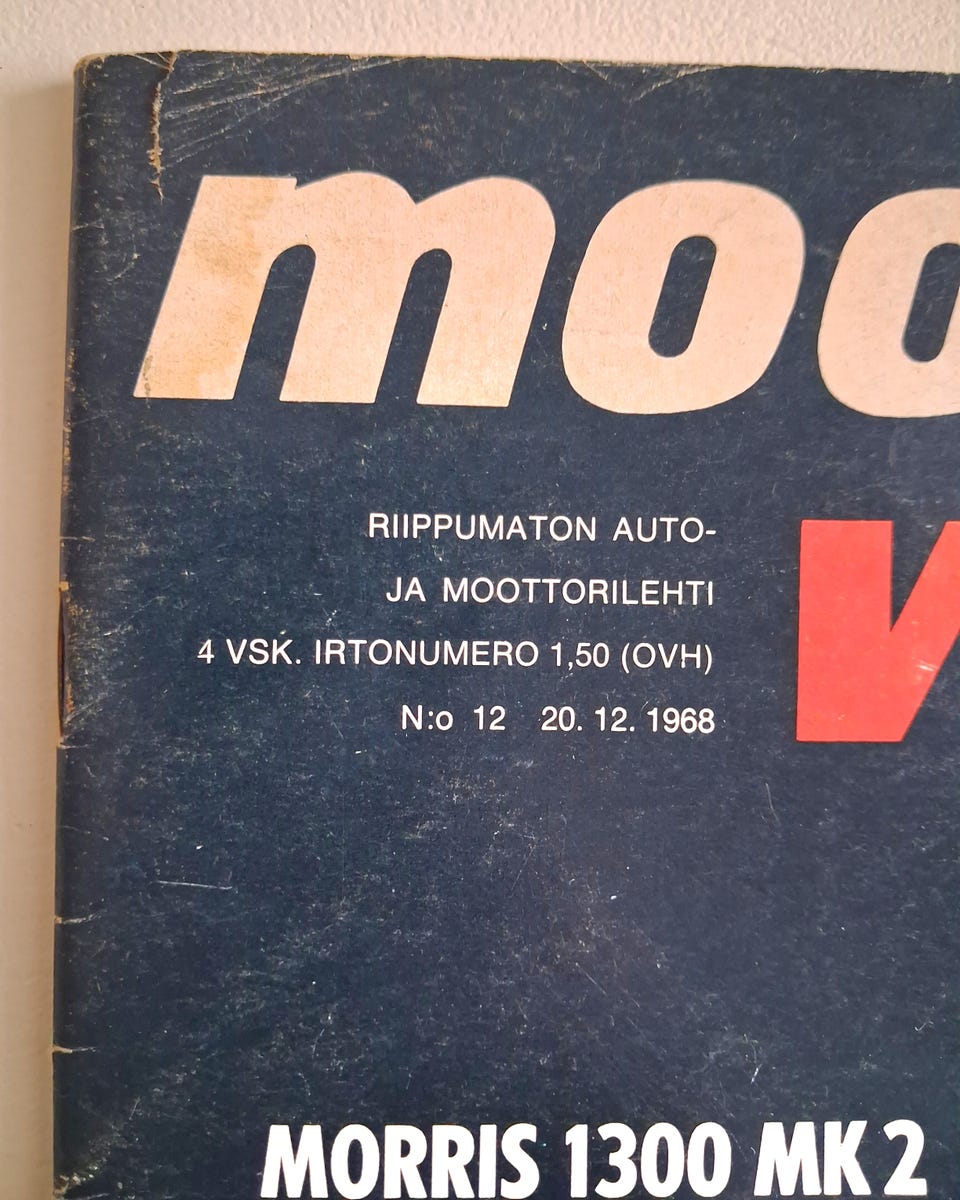 moo
RIIPPUMATON AUTO-
JA MOOTTORILEHTI
V
4 VSK. IRTONUMERO 1,50 (OVH)
N:o 12 20. 12. 1968
MORRIS 1300 MK 2